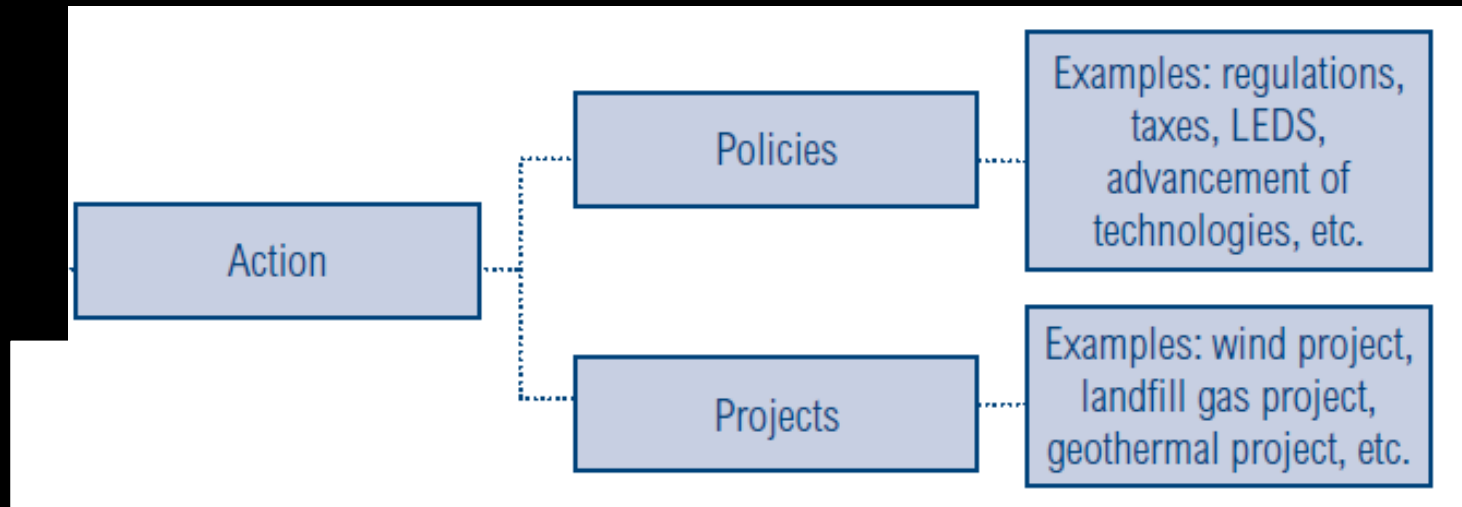 Action
Policies
Examples: regulations,
taxes, LEDS,
advancement of
technologies, etc.
Projects
Examples: wind project,
landfill gas project,
geothermal project, etc.